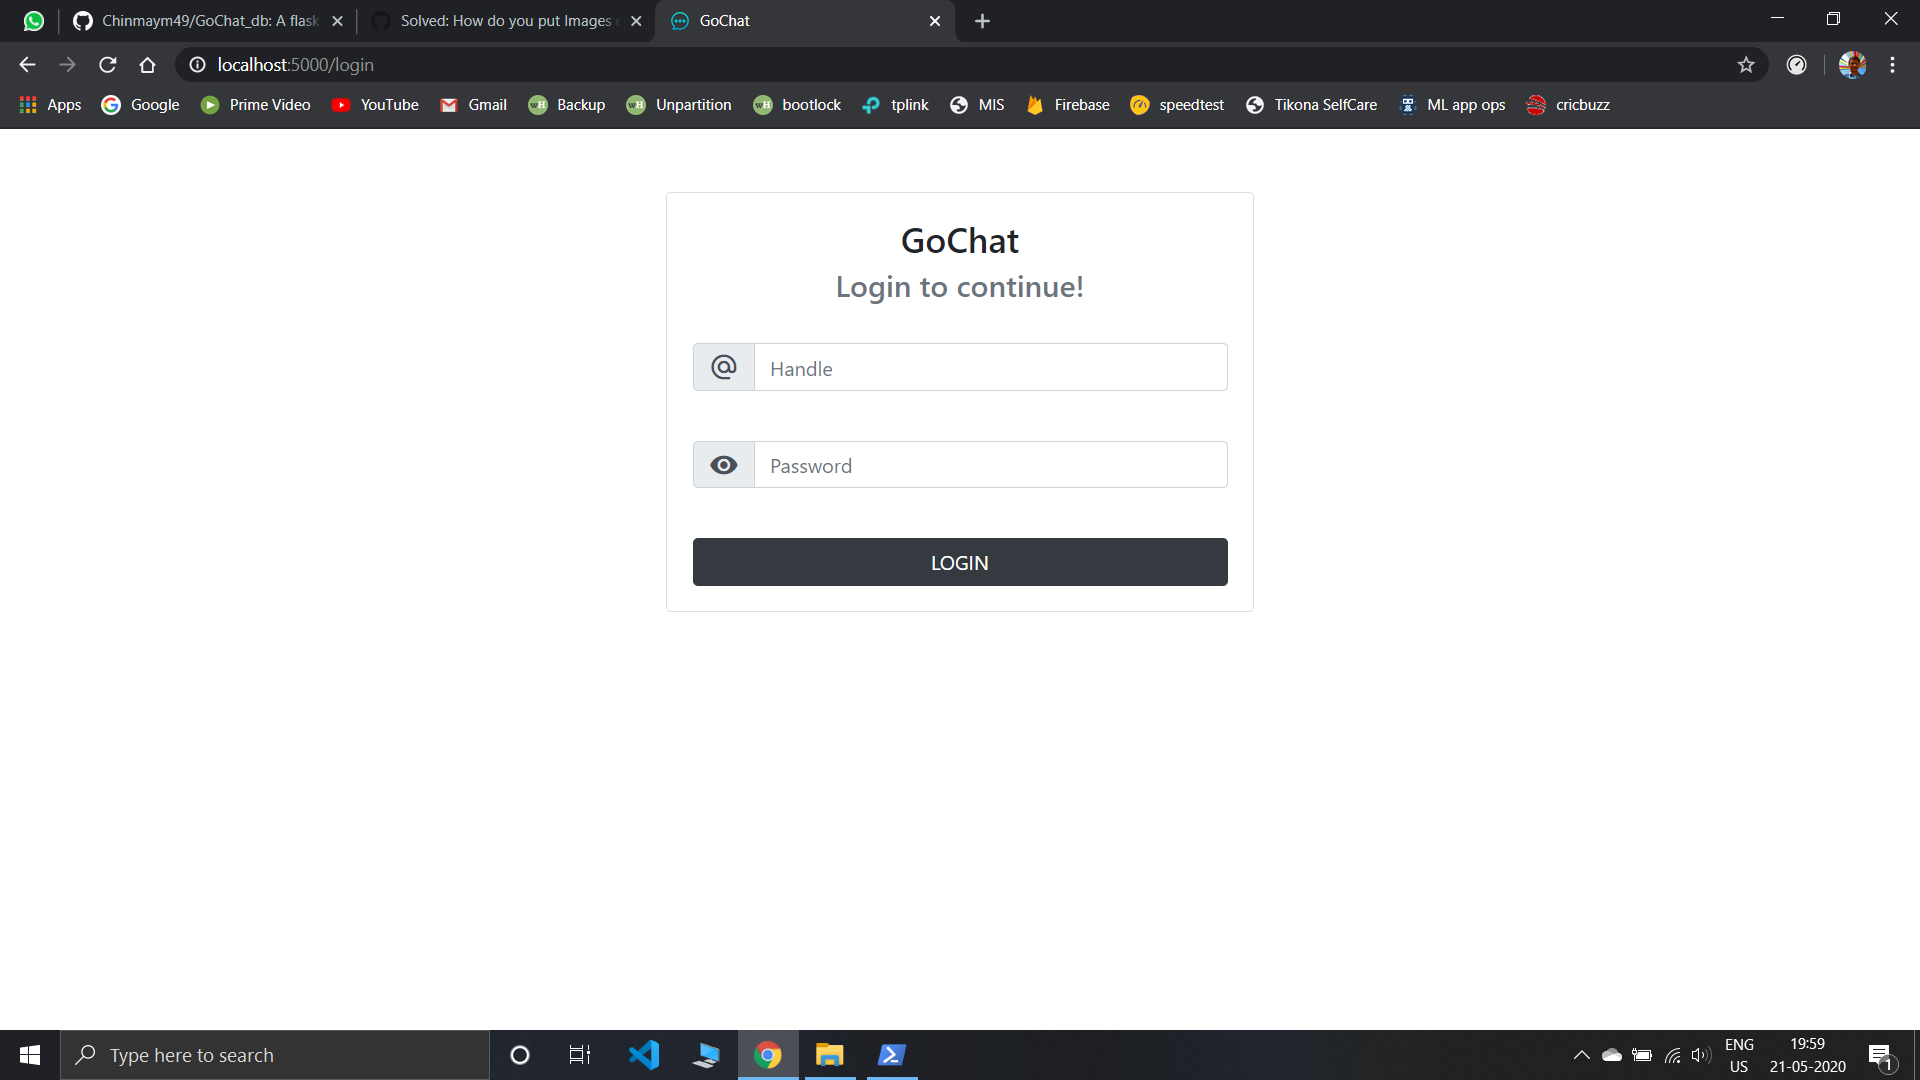 Chinmaym49/GoChat_db: A flask
Solved: How do you put Images
GoChat
localhost:5000/login
Apps Google Prime Video YouTube Gmail Backup Unpartition bootlock tplink MIS Firebase speedtest Tikona SelfCare ML app ops cricbuzz
GoChat
Login to continue!
@ Handle
Password
LOGIN
Type here to search
ENG
US
19:59
21-05-2020
1